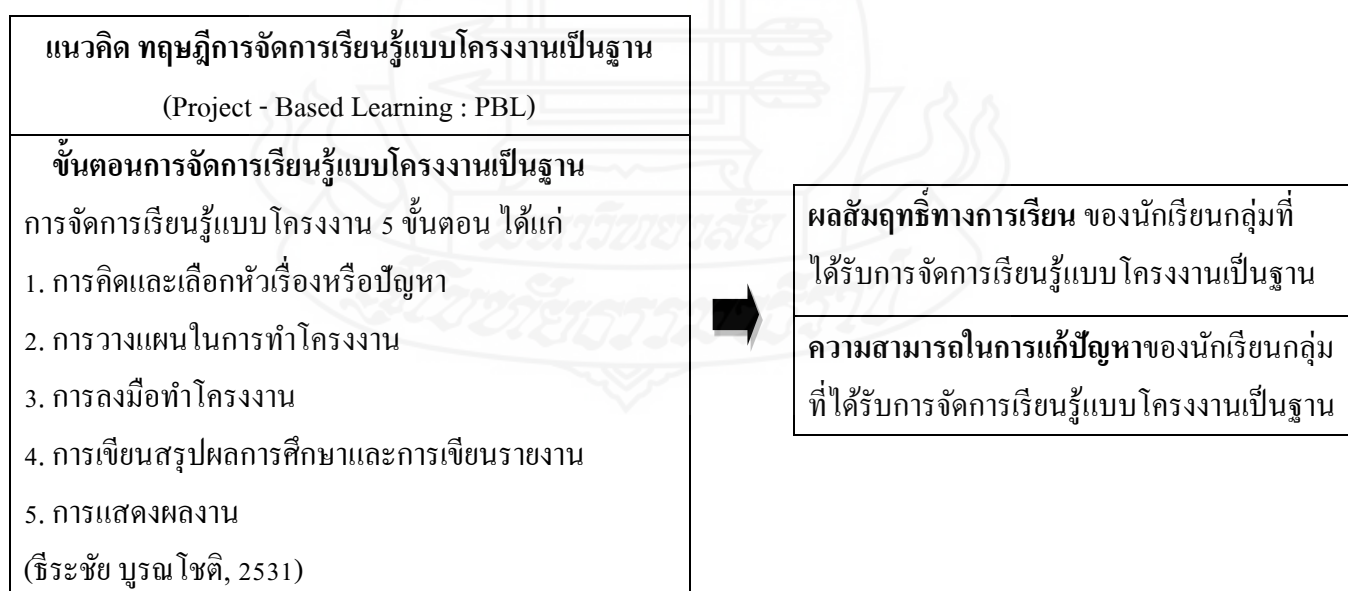 แนวคิด ทฤษฎีการจัดการเรียนรู้แบบโครงงานเป็นฐาน
(Project - Based Learning : PBL)
ขั้นตอนการจัดการเรียนรู้แบบโครงงานเป็นฐาน
การจัดการเรียนรู้แบบโครงงาน 5 ขั้นตอน ได้แก่
1. การคิดและเลือกหัวเรื่องหรือปัญหา
2. การวางแผนในการทำโครงงาน
3. การลงมือทำโครงงาน
4. การเขียนสรุปผลการศึกษาและการเขียนรายงาน
5. การแสดงผลงาน
(ธีระชัย บูรณโชติ, 2531)
ผลสัมฤทธิ์ทางการเรียน ของนักเรียนกลุ่มที่
ได้รับการจัดการเรียนรู้แบบโครงงานเป็นฐาน
ความสามารถในการแก้ปัญหาของนักเรียนกลุ่ม
ที่ได้รับการจัดการเรียนรู้แบบโครงงานเป็นฐาน